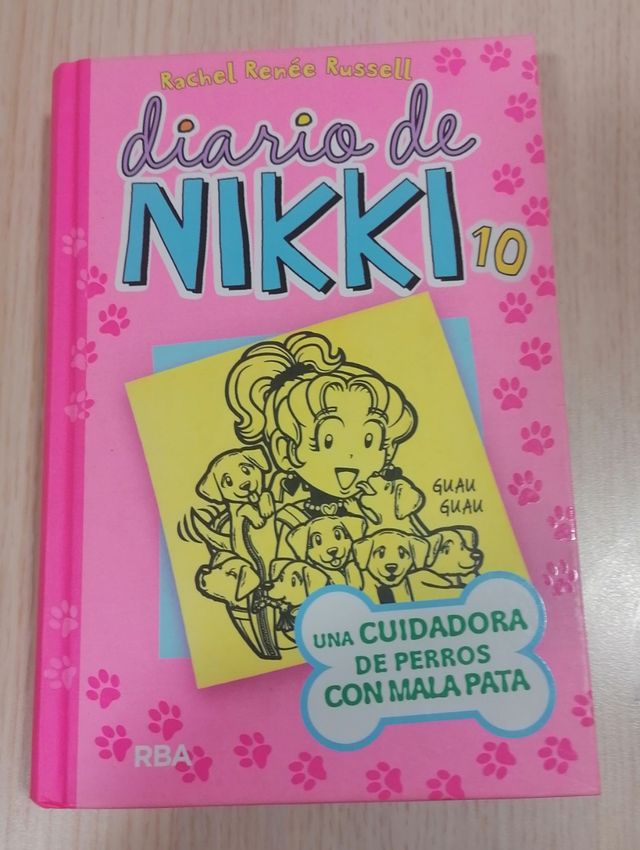 Rachel Renée Russell
diario de
NIKKI 10
GUAU
GUAU
UNA CUIDADORA
DE PERROS
CON MALA PATA
RBA